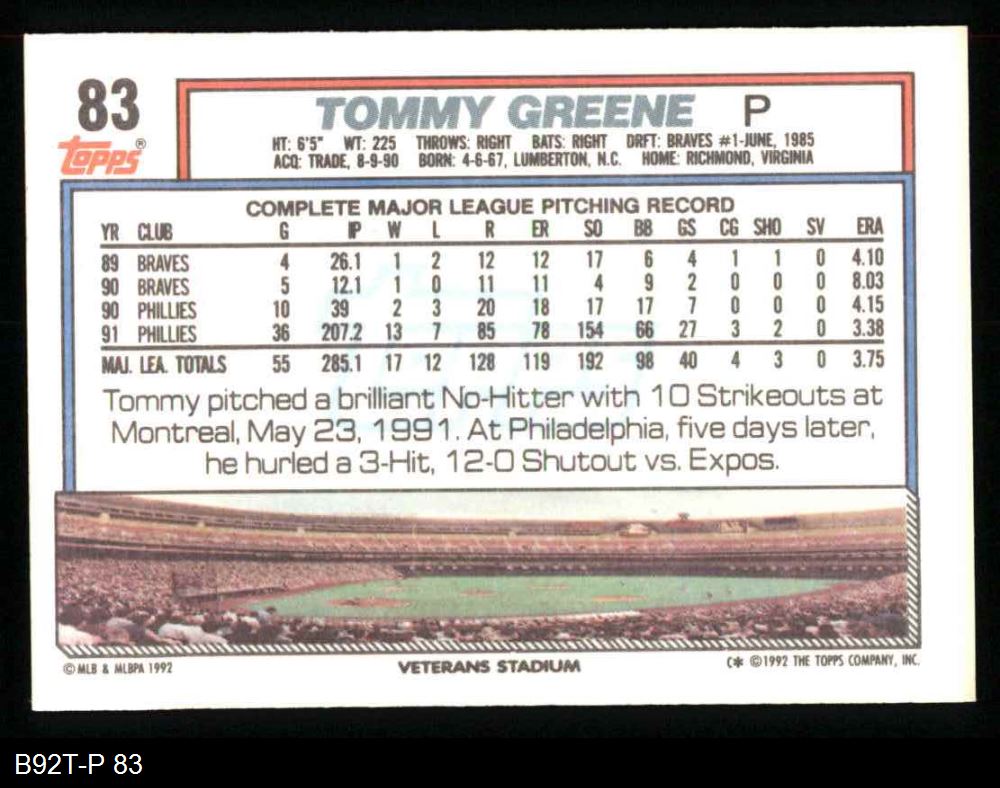 83
topps®
TOMMY GREENE P
HT: 6'5" WT: 225 THROWS: RIGHT BATS: RIGHT DRFT: BRAVES #1-JUNE, 1985
ACQ: TRADE, 8-9-90 BORN: 4-6-67, LUMBERTON, N.C. HOME: RICHMOND, VIRGINIA
COMPLETE MAJOR LEAGUE PITCHING RECORD
YR CLUB G IP W L R ER SO BB GS CG SHO SV ERA
89 BRAVES 4 26.1 1 2 12 12 17 6 4 1 1 0 4.10
90 BRAVES 5 12.1 1 0 11 11 4 9 2 0 0 0 8.03
90 PHILLIES 10 39 2 3 20 18 17 17 7 0 0 0 4.15
91 PHILLIES 36 207.2 13 7 85 78 154 66 27 3 2 0 3.38
MAJ. LEA. TOTALS 55 285.1 17 12 128 119 192 98 40 4 3 0 3.75
Tommy pitched a brilliant No-Hitter with 10 Strikeouts at
Montreal, May 23, 1991. At Philadelphia, five days later,
he hurled a 3-Hit, 12-0 Shutout vs. Expos.
© MLB & MLBPA 1992
VETERANS STADIUM
C* ©1992 THE TOPPS COMPANY, INC.
B92T-P 83